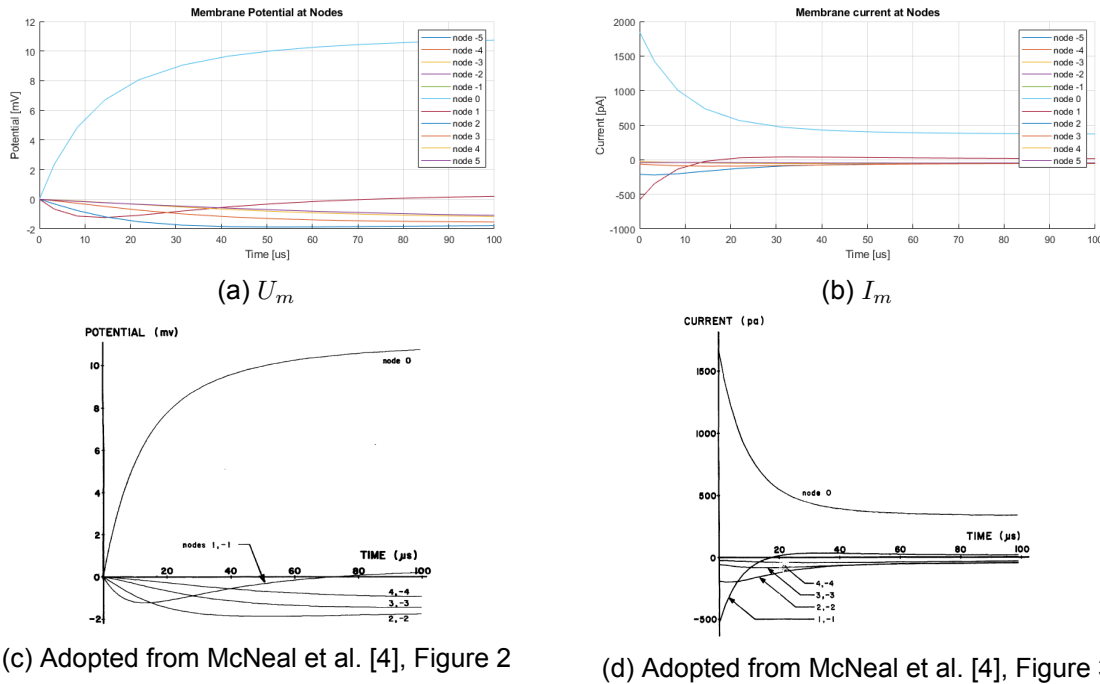 Membrane Potential at Nodes
12
10
8
6
4
2
0
-2
Potential [mV]
0 10 20 30 40 50 60 70 80 90 100
Time [us]
node -5
node -4
node -3
node -2
node -1
node 0
node 1
node 2
node 3
node 4
node 5
(a) U_m
Membrane current at Nodes
2000
1500
1000
500
0
-500
-1000
Current [pA]
0 10 20 30 40 50 60 70 80 90 100
Time [us]
node -5
node -4
node -3
node -2
node -1
node 0
node 1
node 2
node 3
node 4
node 5
(b) I_m
POTENTIAL (mv)
10
8
6
4
2
0
-2
node 0
nodes 1,-1
TIME (μs)
20 40 60 80 100
4,-4
3,-3
2,-2
(c) Adopted from McNeal et al. [4], Figure 2
CURRENT (pa)
1500
1000
500
0
-500
node 0
TIME (μs)
20 40 60 80 100
4,-4
3,-3
2,-2
1,-1
(d) Adopted from McNeal et al. [4], Figure